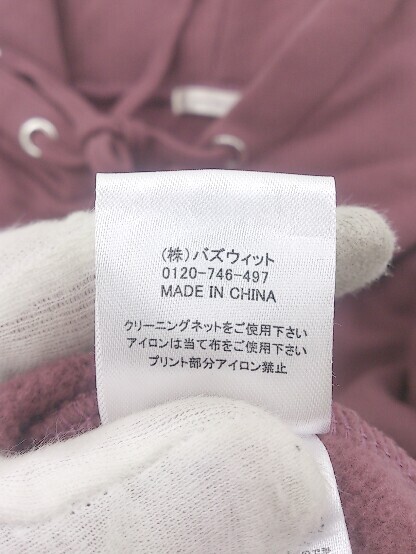 (株)バズウィット
0120-746-497
MADE IN CHINA
クリーニングネットをご使用下さい
アイロンは当て布をご使用下さい
プリント部分アイロン禁止